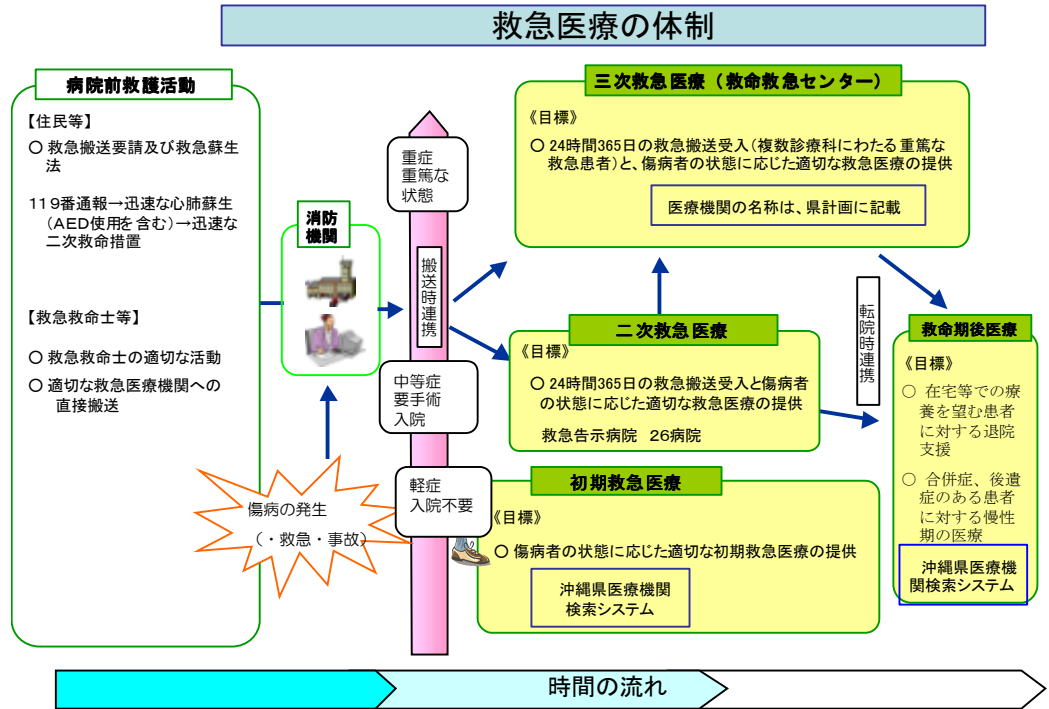 救急医療の体制
病院前救護活動
【住民等】
○ 救急搬送要請及び救急蘇生
法
119番通報→迅速な心肺蘇生
(AED使用を含む)→迅速な
二次救命措置
【救急救命士等】
○ 救急救命士の適切な活動
○ 適切な救急医療機関への
直接搬送
消防
機関
傷病の発生
(・救急・事故)
重症
重篤な
状態
搬送時連携
中等症
要手術
入院
軽症
入院不要
三次救急医療(救命救急センター)
《目標》
○ 24時間365日の救急搬送受入(複数診療科にわたる重篤な
救急患者)と、傷病者の状態に応じた適切な救急医療の提供
医療機関の名称は、県計画に記載
二次救急医療
《目標》
○ 24時間365日の救急搬送受入と傷病者
の状態に応じた適切な救急医療の提供
救急告示病院 26病院
初期救急医療
《目標》
○ 傷病者の状態に応じた適切な初期救急医療の提供
沖縄県医療機関
検索システム
転院時連携
救命期後医療
《目標》
○ 在宅等での療
養を望む患者
に対する退院
支援
○ 合併症、後遺
症のある患者
に対する慢性
期の医療
沖縄県医療機
関検索システム
時間の流れ